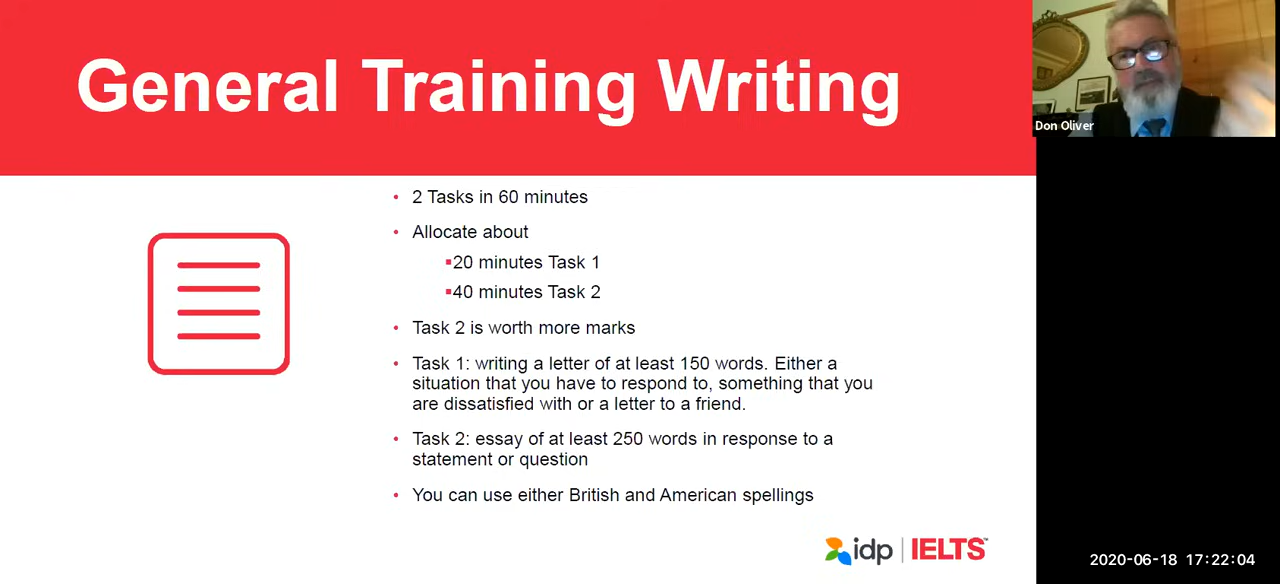 General Training Writing
Don Oliver
• 2 Tasks in 60 minutes
• Allocate about
▪20 minutes Task 1
▪40 minutes Task 2
• Task 2 is worth more marks
• Task 1: writing a letter of at least 150 words. Either a
situation that you have to respond to, something that you
are dissatisfied with or a letter to a friend.
• Task 2: essay of at least 250 words in response to a
statement or question
• You can use either British and American spellings
idp | IELTS™
2020-06-18 17:22:04